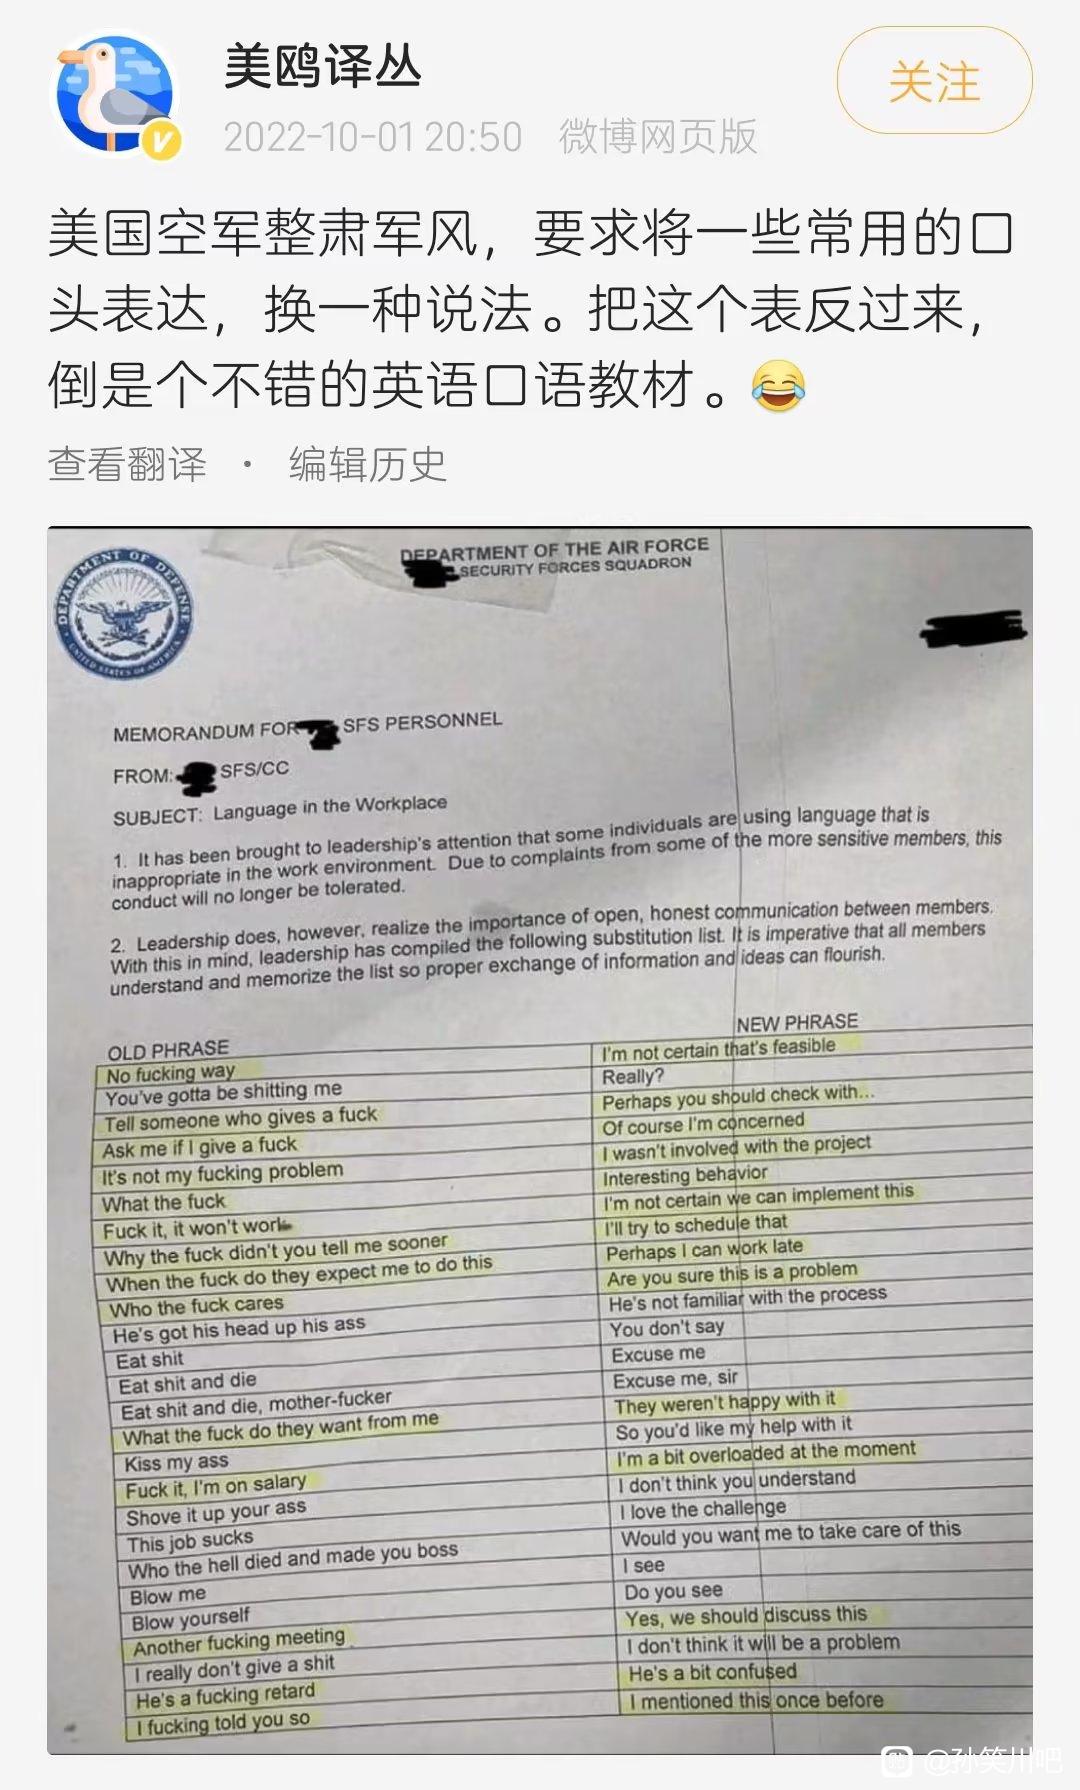 美鸥译丛
关注
2022-10-01 20:50 微博网页版
美国空军整肃军风，要求将一些常用的口
头表达，换一种说法。把这个表反过来，
倒是个不错的英语口语教材。😂
查看翻译 · 编辑历史
DEPARTMENT OF DEFENSE
UNITED STATES OF AMERICA
DEPARTMENT OF THE AIR FORCE
SECURITY FORCES SQUADRON
MEMORANDUM FOR SFS PERSONNEL
FROM: SFS/CC
SUBJECT: Language in the Workplace
1. It has been brought to leadership's attention that some individuals are using language that is
inappropriate in the work environment. Due to complaints from some of the more sensitive members, this
conduct will no longer be tolerated.
2. Leadership does, however, realize the importance of open, honest communication between members.
With this in mind, leadership has compiled the following substitution list. It is imperative that all members
understand and memorize the list so proper exchange of information and ideas can flourish.
OLD PHRASE NEW PHRASE
No fucking way I'm not certain that's feasible
You've gotta be shitting me Really?
Tell someone who gives a fuck Perhaps you should check with...
Ask me if I give a fuck Of course I'm concerned
It's not my fucking problem I wasn't involved with the project
What the fuck Interesting behavior
Fuck it, it won't work I'm not certain we can implement this
Why the fuck didn't you tell me sooner I'll try to schedule that
When the fuck do they expect me to do this Perhaps I can work late
Who the fuck cares Are you sure this is a problem
He's got his head up his ass He's not familiar with the process
Eat shit You don't say
Eat shit and die Excuse me
Eat shit and die, mother-fucker Excuse me, sir
What the fuck do they want from me They weren't happy with it
Kiss my ass So you'd like my help with it
Fuck it, I'm on salary I'm a bit overloaded at the moment
Shove it up your ass I don't think you understand
This job sucks I love the challenge
Who the hell died and made you boss Would you want me to take care of this
Blow me I see
Blow yourself Do you see
Another fucking meeting Yes, we should discuss this
I really don't give a shit I don't think it will be a problem
He's a fucking retard He's a bit confused
I fucking told you so I mentioned this once before
@孙笑川吧